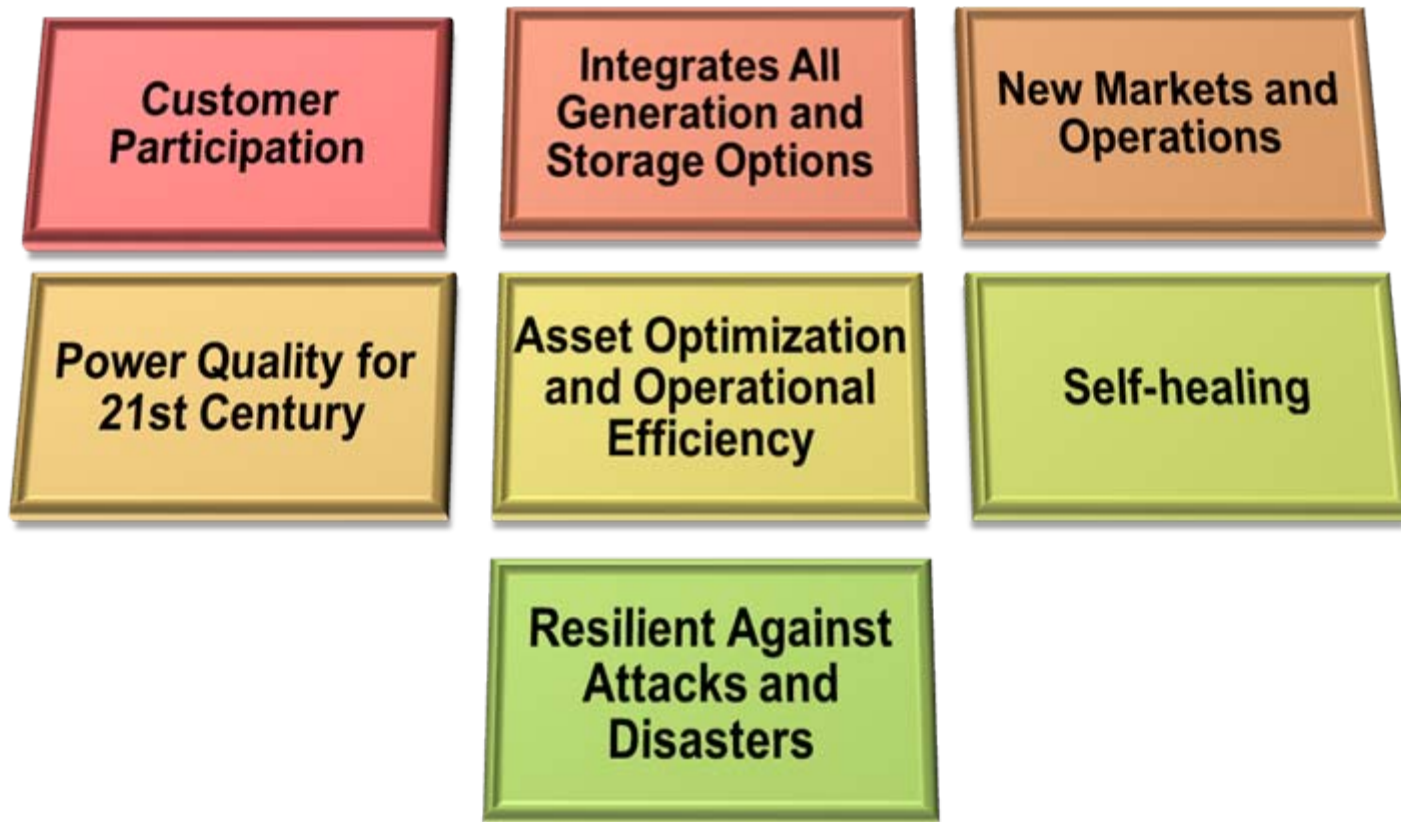 Customer
Participation
Integrates All
Generation and
Storage Options
New Markets and
Operations
Power Quality for
21st Century
Asset Optimization
and Operational
Efficiency
Self-healing
Resilient Against
Attacks and
Disasters